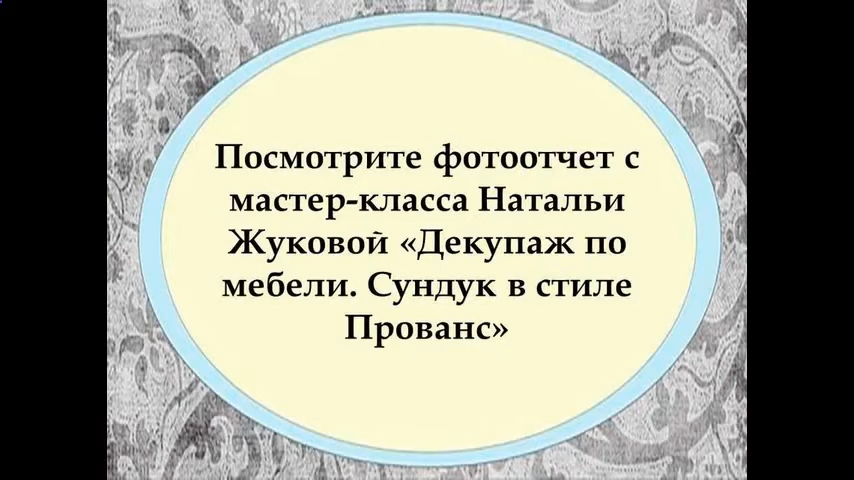 Посмотрите фотоотчет с
мастер-класса Натальи
Жуковой «Декупаж по
мебели. Сундук в стиле
Прованс»